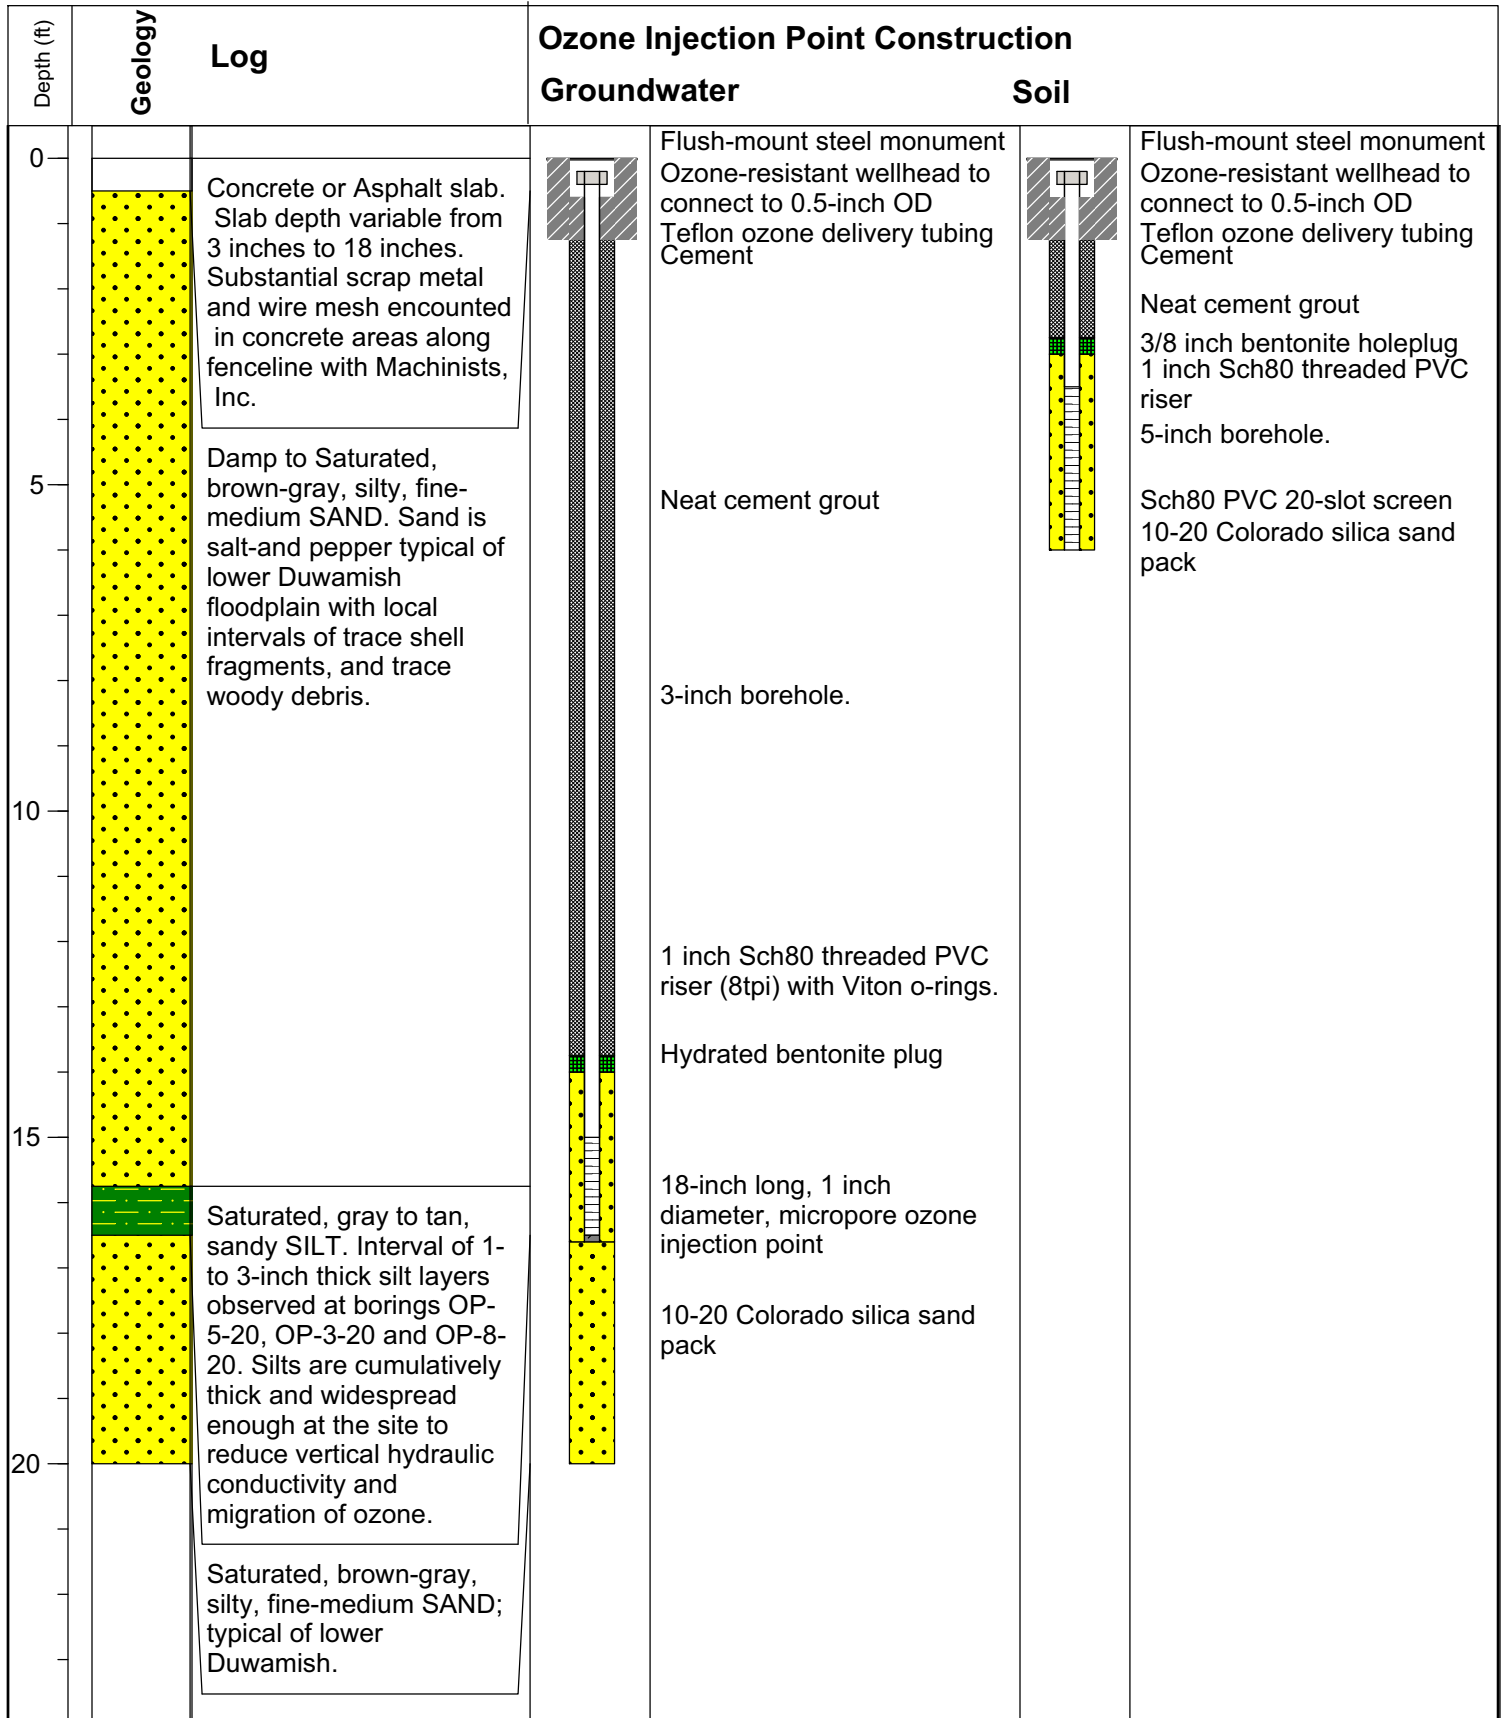 Depth (ft)
Geology
Log
Ozone Injection Point Construction
Groundwater
Soil
0
5
10
15
20
Concrete or Asphalt slab.
Slab depth variable from
3 inches to 18 inches.
Substantial scrap metal
and wire mesh encounted
in concrete areas along
fenceline with Machinists,
Inc.
Damp to Saturated,
brown-gray, silty, fine-
medium SAND. Sand is
salt-and pepper typical of
lower Duwamish
floodplain with local
intervals of trace shell
fragments, and trace
woody debris.
Saturated, gray to tan,
sandy SILT. Interval of 1-
to 3-inch thick silt layers
observed at borings OP-
5-20, OP-3-20 and OP-8-
20. Silts are cumulatively
thick and widespread
enough at the site to
reduce vertical hydraulic
conductivity and
migration of ozone.
Saturated, brown-gray,
silty, fine-medium SAND;
typical of lower
Duwamish.
Flush-mount steel monument
Ozone-resistant wellhead to
connect to 0.5-inch OD
Teflon ozone delivery tubing
Cement
Neat cement grout
3-inch borehole.
1 inch Sch80 threaded PVC
riser (8tpi) with Viton o-rings.
Hydrated bentonite plug
18-inch long, 1 inch
diameter, micropore ozone
injection point
10-20 Colorado silica sand
pack
Flush-mount steel monument
Ozone-resistant wellhead to
connect to 0.5-inch OD
Teflon ozone delivery tubing
Cement
Neat cement grout
3/8 inch bentonite holeplug
1 inch Sch80 threaded PVC
riser
5-inch borehole.
Sch80 PVC 20-slot screen
10-20 Colorado silica sand
pack